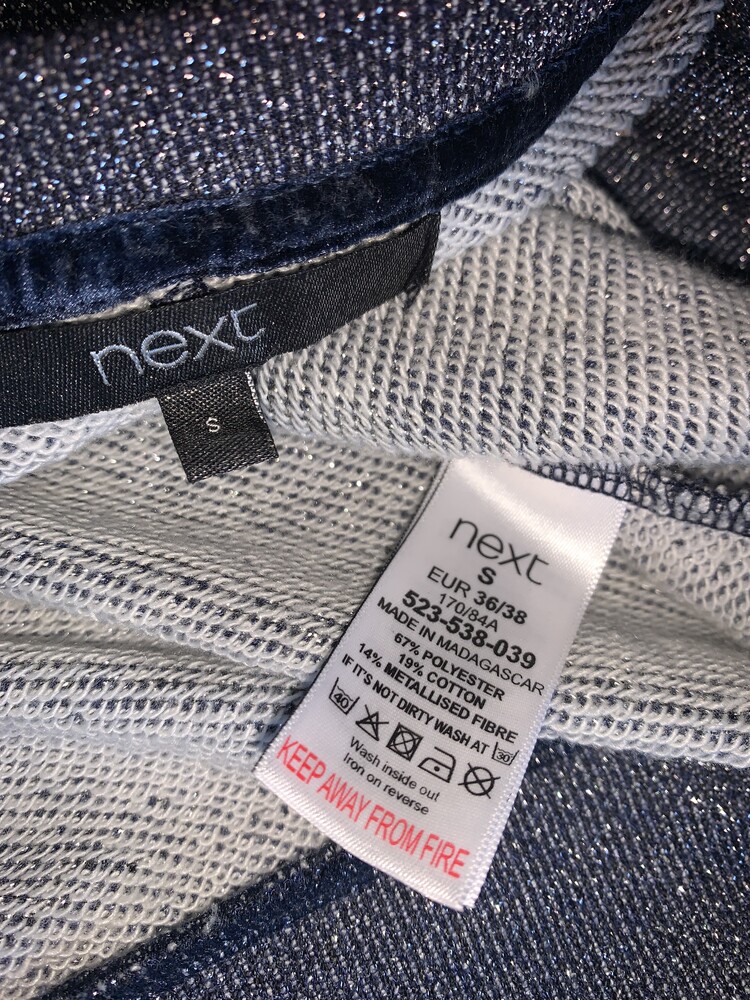 next
S
next
S
EUR 36/38
170/84A
523-538-039
MADE IN MADAGASCAR
67% POLYESTER
19% COTTON
14% METALLISED FIBRE
IF IT'S NOT DIRTY WASH AT 30
40
Wash inside out
Iron on reverse
KEEP AWAY FROM FIRE